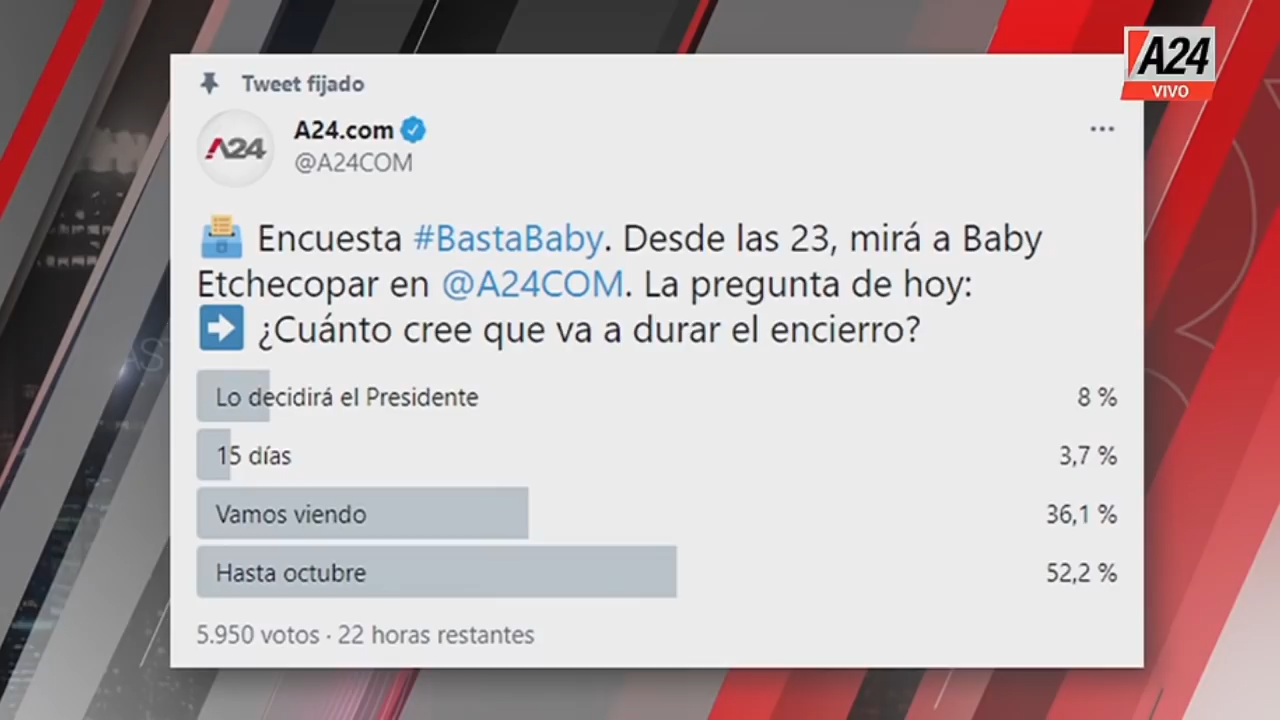 A24
VIVO
Tweet fijado
A24
A24.com
@A24COM
Encuesta #BastaBaby. Desde las 23, mirá a Baby
Etchecopar en @A24COM. La pregunta de hoy:
¿Cuánto cree que va a durar el encierro?
Lo decidirá el Presidente 8 %
15 días 3,7 %
Vamos viendo 36,1 %
Hasta octubre 52,2 %
5.950 votos · 22 horas restantes